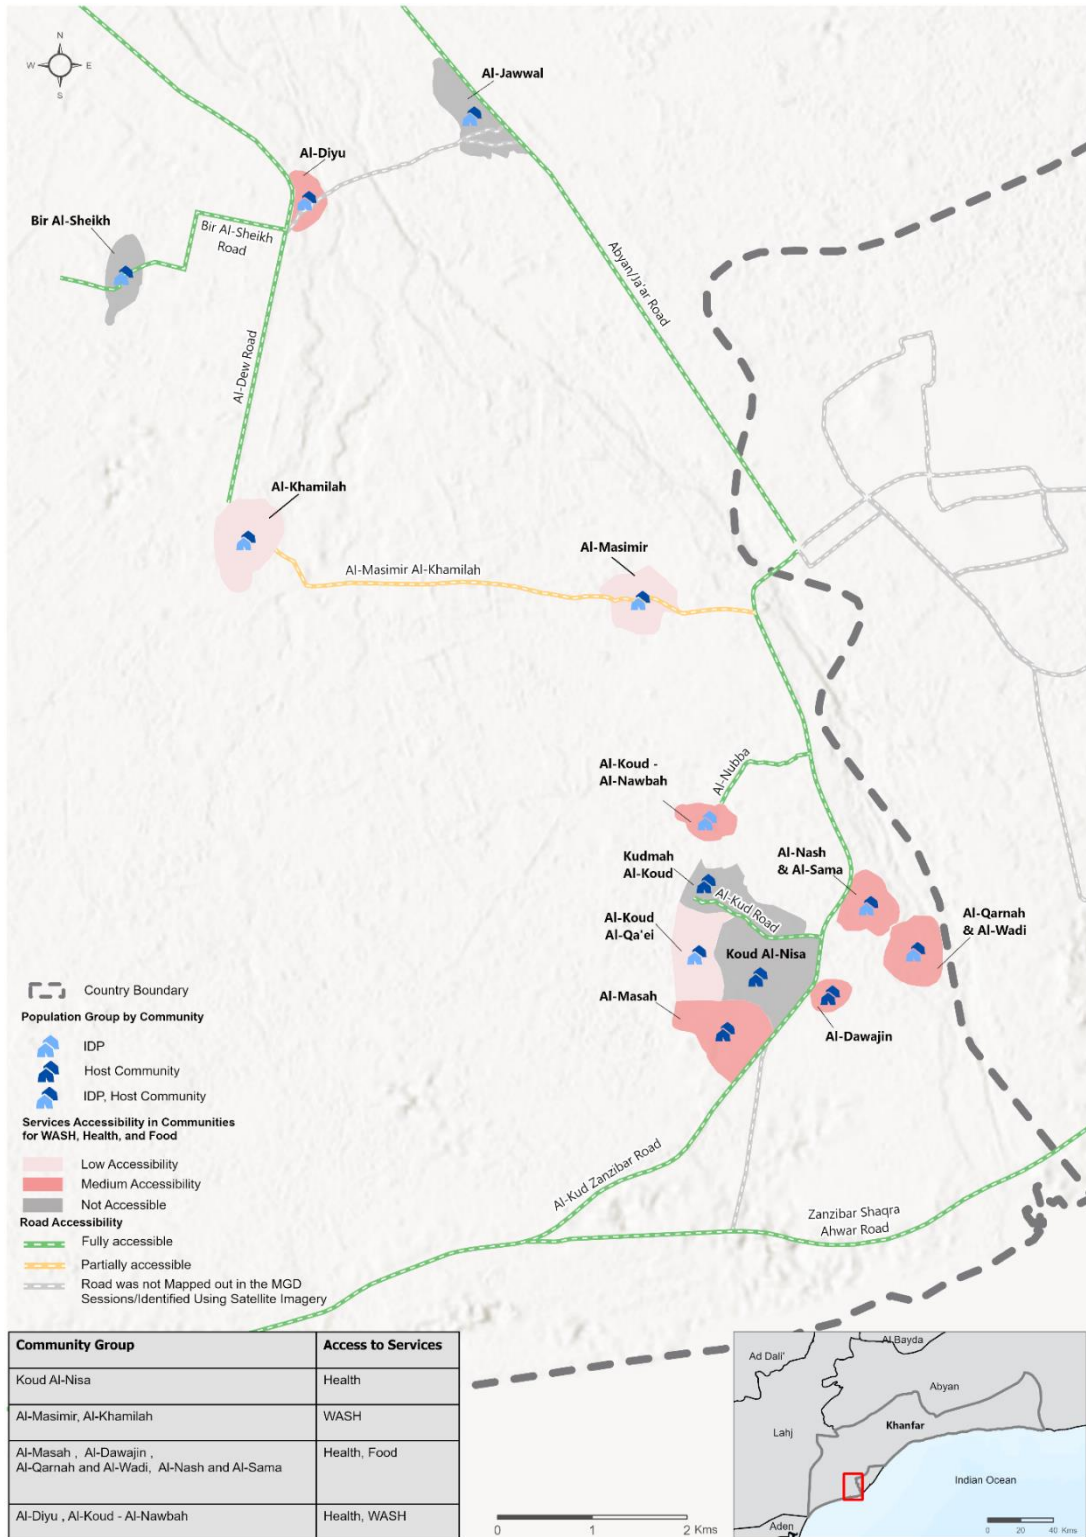 N
W E
S
Al-Jawwal
Al-Diyu
Bir Al-Sheikh
Bir Al-Sheikh
Road
Abyan/Ja'ar Road
Al-Dew Road
Al-Khamilah
Al-Masimir
Al-Masimir Al-Khamilah
Al-Nubba
Al-Koud -
Al-Nawbah
Kudmah
Al-Koud
Al-Nash
& Al-Sama
Al-Kud Road
Al-Qarnah
& Al-Wadi
Al-Koud
Al-Qa'ei
Koud Al-Nisa
Al-Masah
Al-Dawajin
Al-Kud Zanzibar Road
Zanzibar Shaqra
Ahwar Road
Country Boundary
Population Group by Community
IDP
Host Community
IDP, Host Community
Services Accessibility in Communities
for WASH, Health, and Food
Low Accessibility
Medium Accessibility
Not Accessible
Road Accessibility
Fully accessible
Partially accessible
Road was not Mapped out in the MGD
Sessions/Identified Using Satellite Imagery
Community Group Access to Services
Koud Al-Nisa Health
Al-Masimir, Al-Khamilah WASH
Al-Masah , Al-Dawajin , Health, Food
Al-Qarnah and Al-Wadi, Al-Nash and Al-Sama
Al-Diyu , Al-Koud - Al-Nawbah Health, WASH
0 1 2 Kms
Al Bayda
Ad Dali'
Abyan
Khanfar
Lahj
Indian Ocean
Aden
0 20 40 Kms